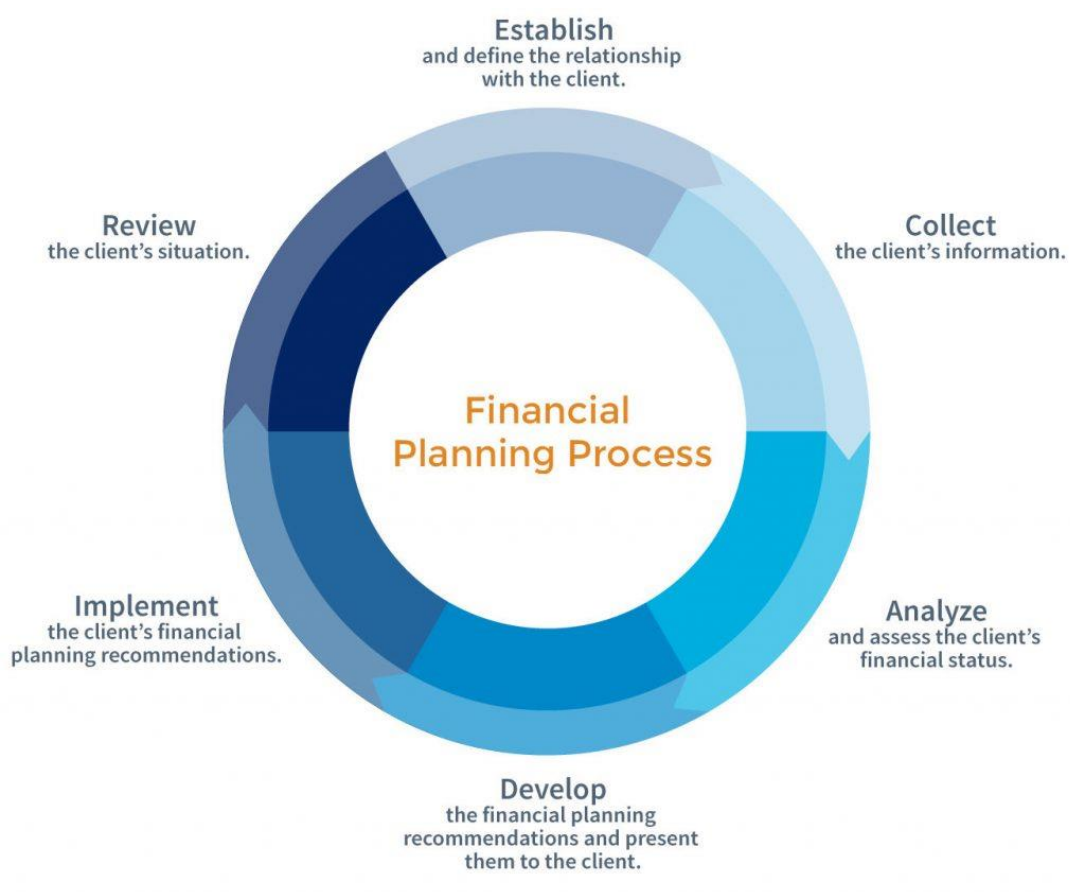 Establish
and define the relationship
with the client.
Collect
the client's information.
Analyze
and assess the client's
financial status.
Develop
the financial planning
recommendations and present
them to the client.
Implement
the client's financial
planning recommendations.
Review
the client's situation.
Financial
Planning Process